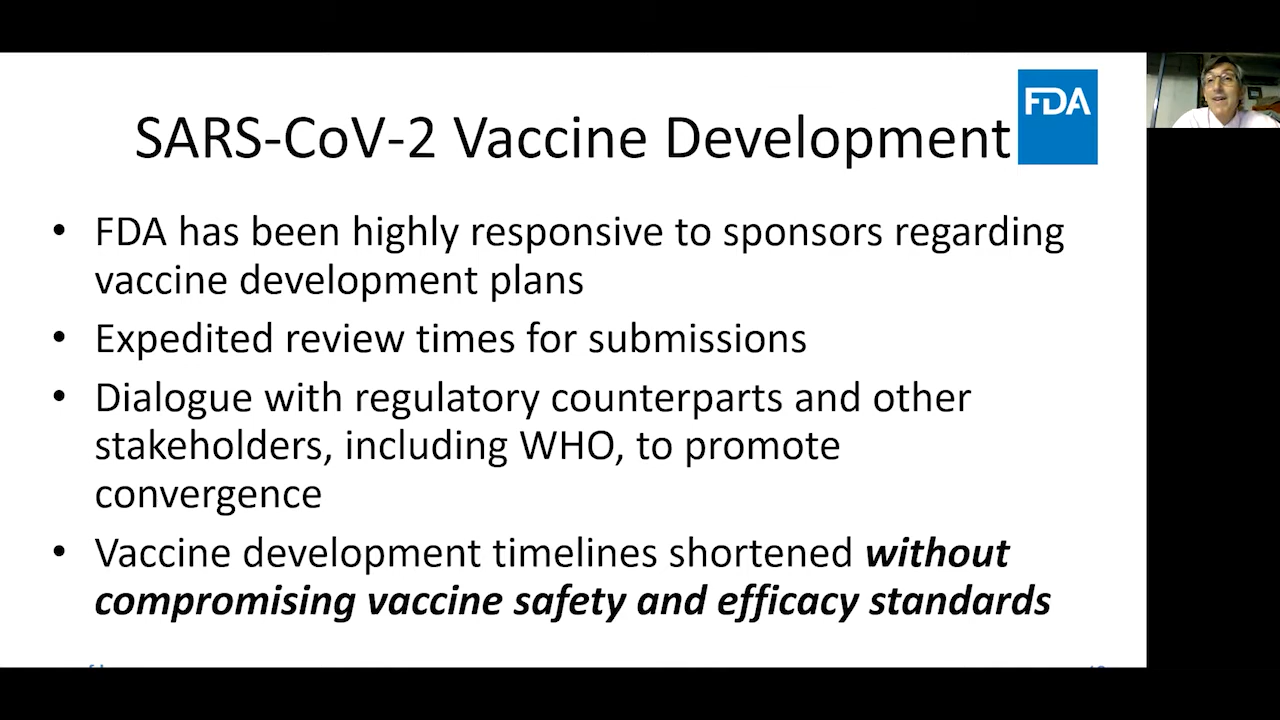 SARS-CoV-2 Vaccine Development
FDA
• FDA has been highly responsive to sponsors regarding
vaccine development plans
• Expedited review times for submissions
• Dialogue with regulatory counterparts and other
stakeholders, including WHO, to promote
convergence
• Vaccine development timelines shortened without
compromising vaccine safety and efficacy standards